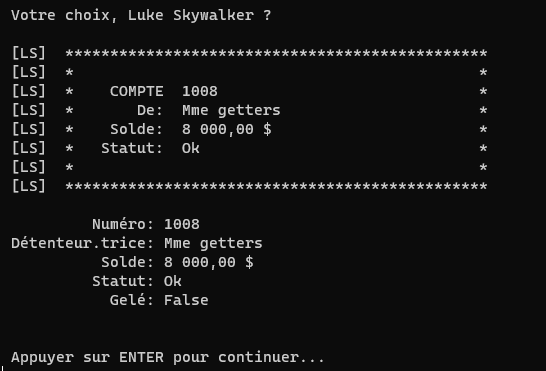 Votre choix, Luke Skywalker ?
[LS]  ***********************************************
[LS]  *                                             *
[LS]  *    COMPTE  1008                             *
[LS]  *       De:  Mme getters                      *
[LS]  *    Solde:  8 000,00 $                       *
[LS]  *   Statut:  Ok                               *
[LS]  *                                             *
[LS]  ***********************************************
Numéro: 1008
Détenteur.trice: Mme getters
Solde: 8 000,00 $
Statut: Ok
Gelé: False
Appuyer sur ENTER pour continuer...